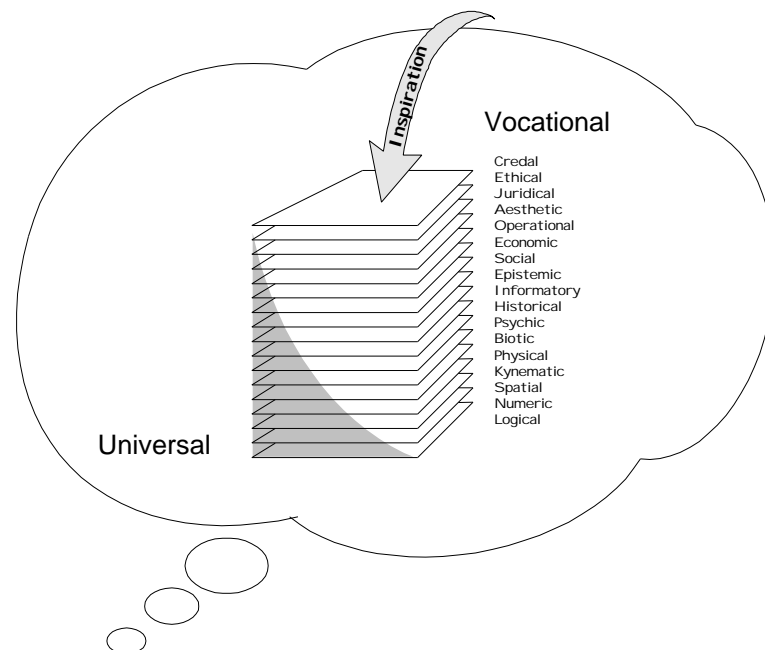 Inspiration
Vocational
Credal
Ethical
Juridical
Aesthetic
Operational
Economic
Social
Epistemic
Informatory
Historical
Psychic
Biotic
Physical
Kynematic
Spatial
Numeric
Logical
Universal